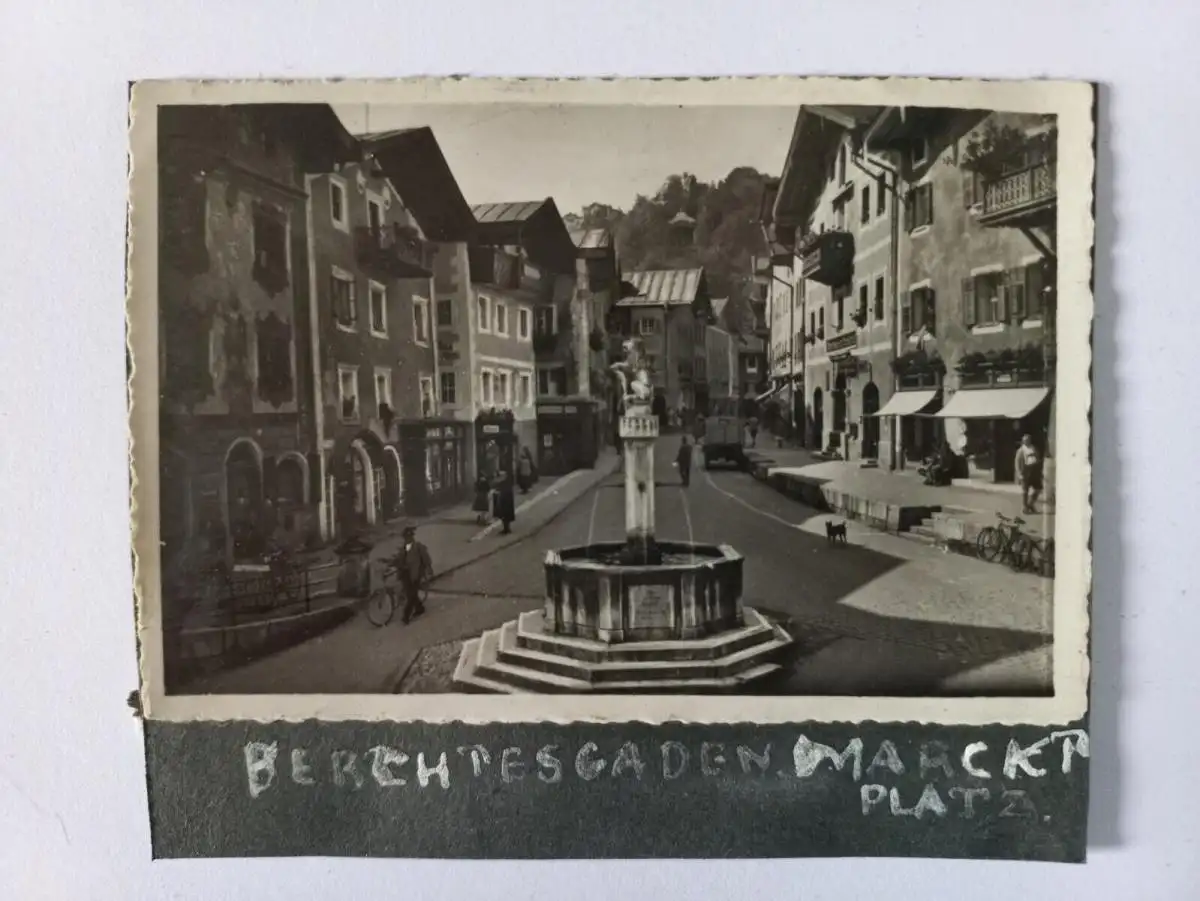 BERCHTESGADEN. MARCKT
PLATZ.